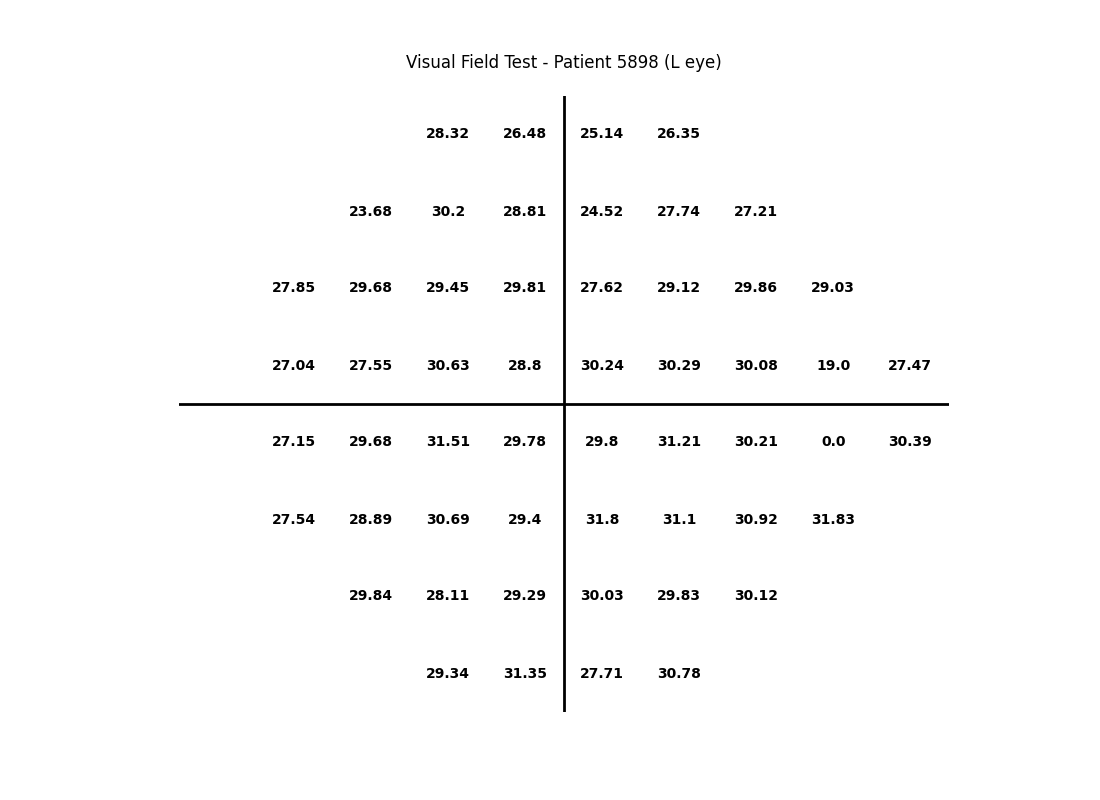 Visual Field Test - Patient 5898 (L eye)
28.32 26.48 25.14 26.35
23.68 30.2 28.81 24.52 27.74 27.21
27.85 29.68 29.45 29.81 27.62 29.12 29.86 29.03
27.04 27.55 30.63 28.8 30.24 30.29 30.08 19.0 27.47
27.15 29.68 31.51 29.78 29.8 31.21 30.21 0.0 30.39
27.54 28.89 30.69 29.4 31.8 31.1 30.92 31.83
29.84 28.11 29.29 30.03 29.83 30.12
29.34 31.35 27.71 30.78